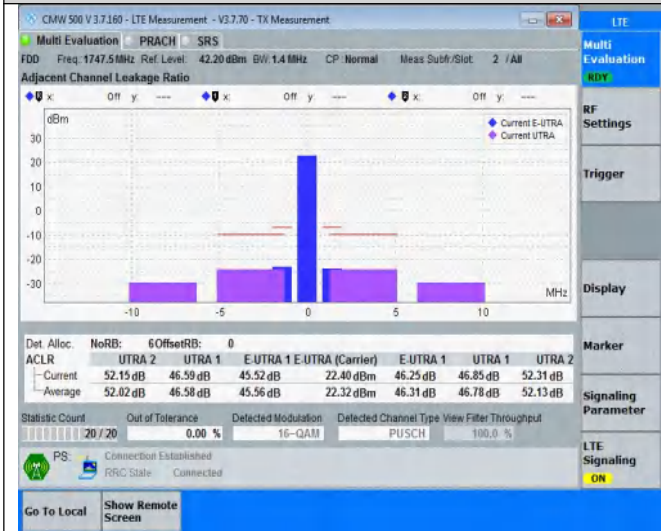 CMW 500 V 3.7.160 - LTE Measurement - V3.7.70 - TX Measurement
LTE
Multi Evaluation PRACH SRS
FDD Freq.: 1747.5 MHz Ref. Level: 42.20 dBm BW: 1.4 MHz CP: Normal Meas Subfr./Slot: 2 /All
Adjacent Channel Leakage Ratio
x: Off y: --- x: Off y: --- x: Off y: ---
dBm
Current E-UTRA
Current UTRA
30
20
10
0
-10
-20
-30
MHz
-10 -5 0 5 10
Det. Alloc. NoRB: 6 OffsetRB: 0
ACLR UTRA 2 UTRA 1 E-UTRA 1 E-UTRA (Carrier) E-UTRA 1 UTRA 1 UTRA 2
Current 52.15 dB 46.59 dB 45.52 dB 22.40 dBm 46.25 dB 46.85 dB 52.31 dB
Average 52.02 dB 46.58 dB 45.56 dB 22.32 dBm 46.31 dB 46.78 dB 52.13 dB
Statistic Count Out of Tolerance Detected Modulation Detected Channel Type View Filter Throughput
20 / 20 0.00 % 16-QAM PUSCH 100.0 %
PS: Connection Established
RRC State Connected
Go To Local
Show Remote Screen
Multi Evaluation
RDY
RF Settings
Trigger
Display
Marker
Signaling Parameter
LTE Signaling
ON